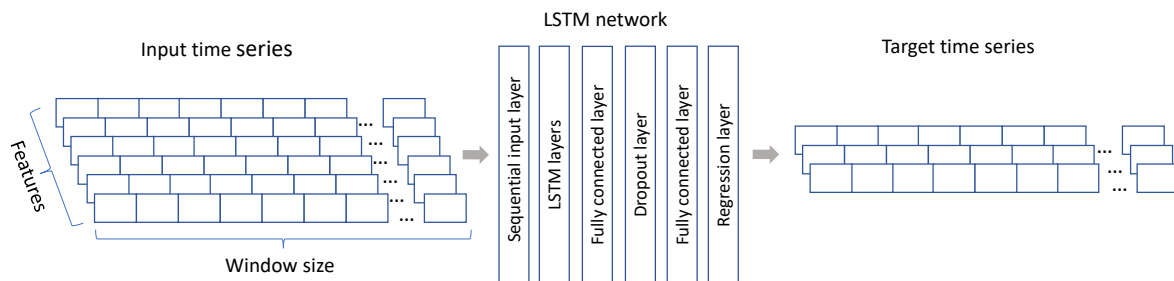 LSTM network
Input time series
Target time series
Features
...
...
...
...
...
...
Window size
Sequential input layer
LSTM layers
Fully connected layer
Dropout layer
Fully connected layer
Regression layer
...
...
...